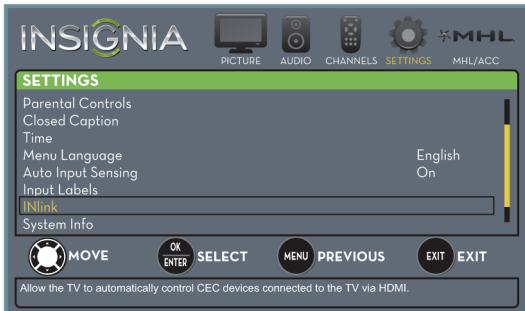 INSIGNIA
PICTURE AUDIO CHANNELS SETTINGS MHL MHL/ACC
SETTINGS
Parental Controls
Closed Caption
Time
Menu Language English
Auto Input Sensing On
Input Labels
INlink
System Info
MOVE OK ENTER SELECT MENU PREVIOUS EXIT EXIT
Allow the TV to automatically control CEC devices connected to the TV via HDMI.